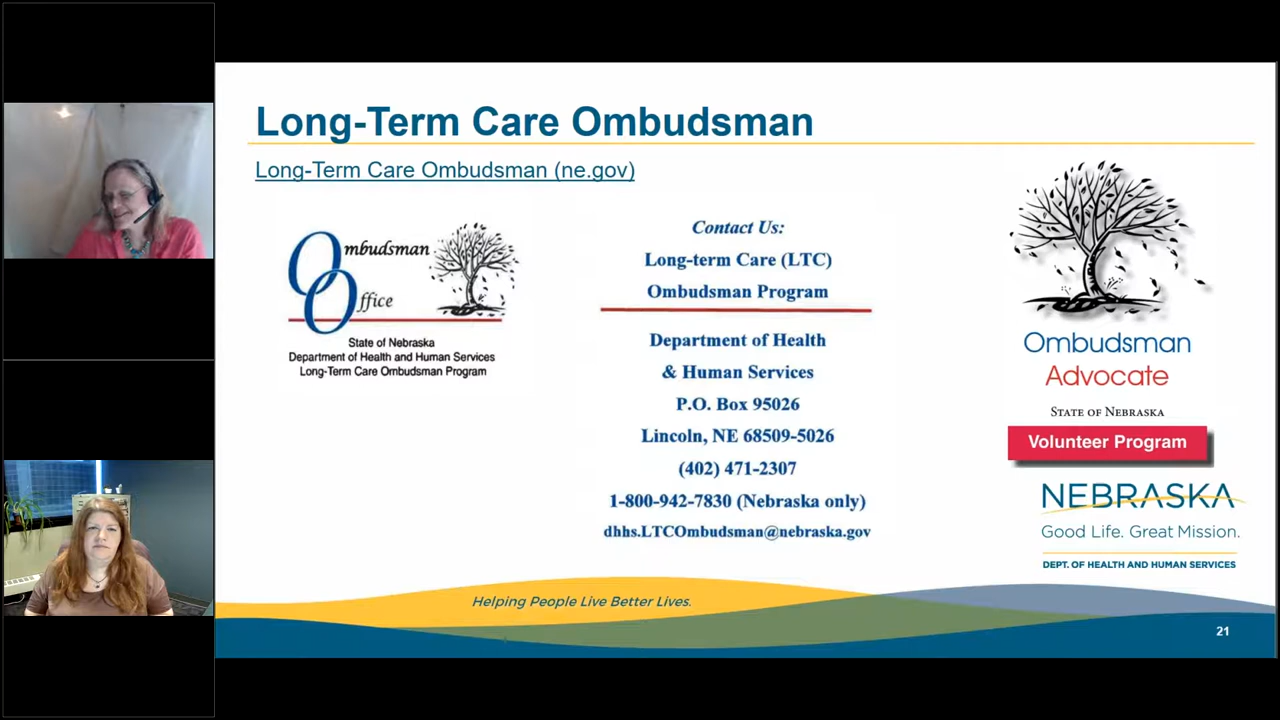 Long-Term Care Ombudsman
Long-Term Care Ombudsman (ne.gov)
Ombudsman
Office
State of Nebraska
Department of Health and Human Services
Long-Term Care Ombudsman Program
Contact Us:
Long-term Care (LTC)
Ombudsman Program
Department of Health
& Human Services
P.O. Box 95026
Lincoln, NE 68509-5026
(402) 471-2307
1-800-942-7830 (Nebraska only)
dhhs.LTCOmbudsman@nebraska.gov
Ombudsman
Advocate
STATE OF NEBRASKA
Volunteer Program
NEBRASKA
Good Life. Great Mission.
DEPT. OF HEALTH AND HUMAN SERVICES
Helping People Live Better Lives.
21